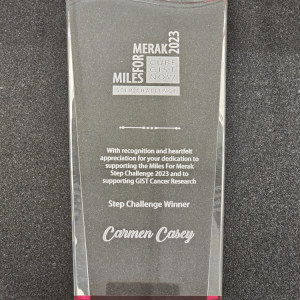 MILES
FOR
MERAK
2023
With recognition and heartfelt
appreciation for your dedication to
supporting the Miles For Merak
Step Challenge 2023 and to
supporting GIST Cancer Research
Step Challenge Winner
Carmen Casey